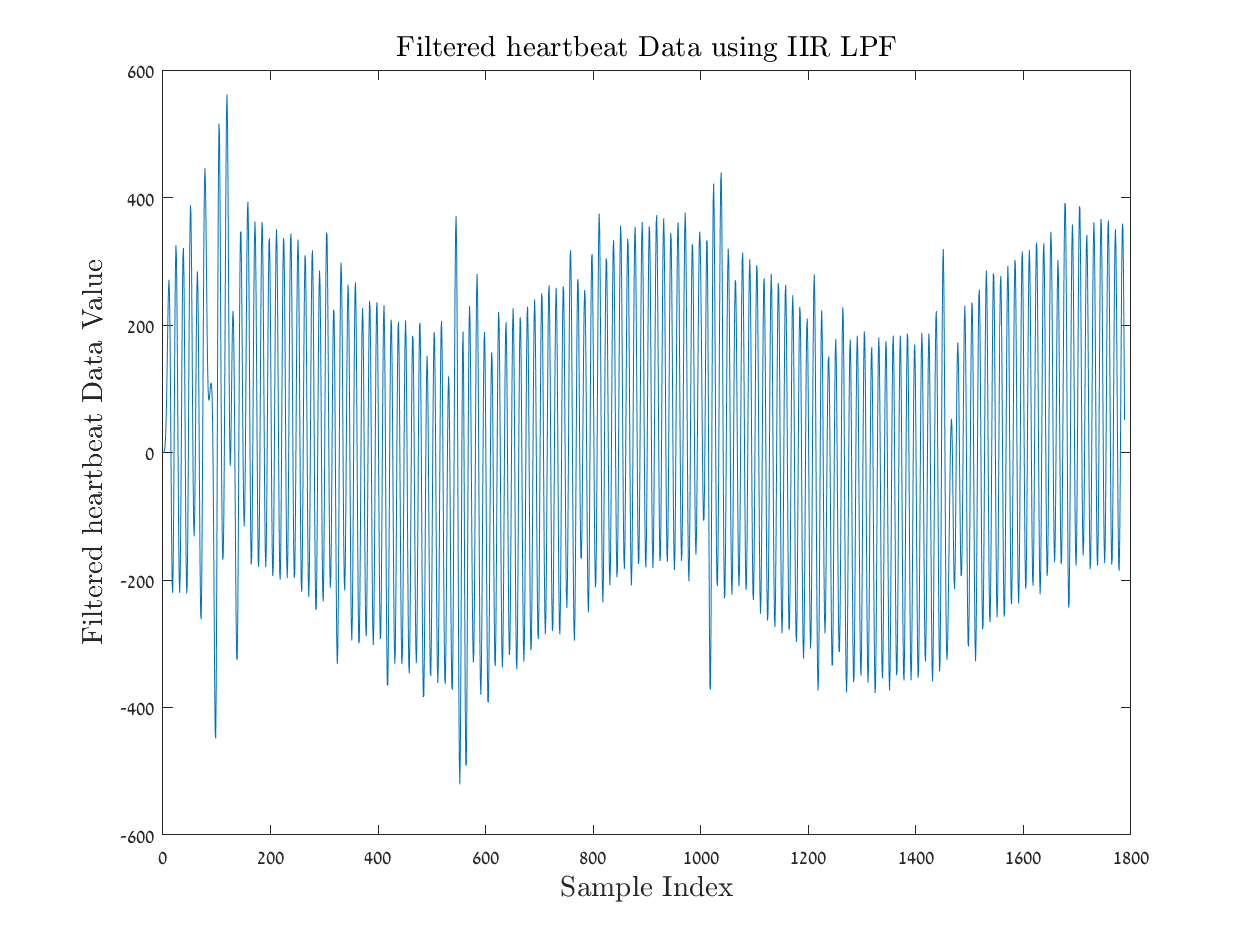 Filtered heartbeat Data using IIR LPF
600
400
200
0
-200
-400
-600
Filtered heartbeat Data Value
0 200 400 600 800 1000 1200 1400 1600 1800
Sample Index